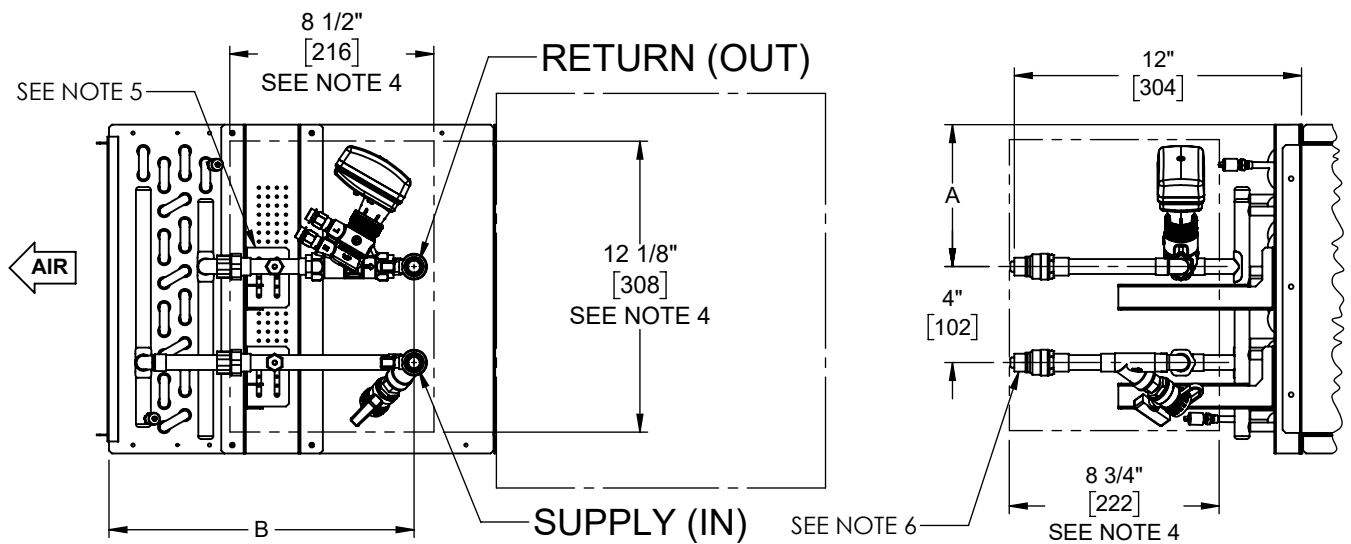 8 1/2"
[216]
SEE NOTE 4
RETURN (OUT)
SEE NOTE 5
AIR
12 1/8"
[308]
SEE NOTE 4
B
SUPPLY (IN)
12"
[304]
A
4"
[102]
8 3/4"
[222]
SEE NOTE 4
SEE NOTE 6